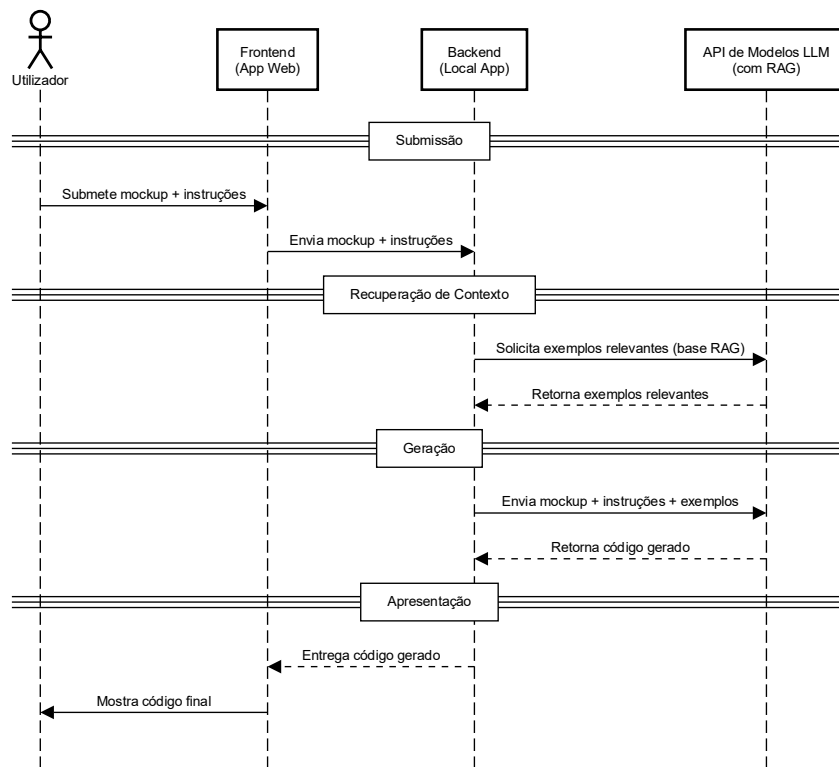 Frontend
(App Web)
Backend
(Local App)
API de Modelos LLM
(com RAG)
Utilizador
Submissão
Submete mockup + instruções
Envia mockup + instruções
Recuperação de Contexto
Solicita exemplos relevantes (base RAG)
Retorna exemplos relevantes
Geração
Envia mockup + instruções + exemplos
Retorna código gerado
Apresentação
Entrega código gerado
Mostra código final